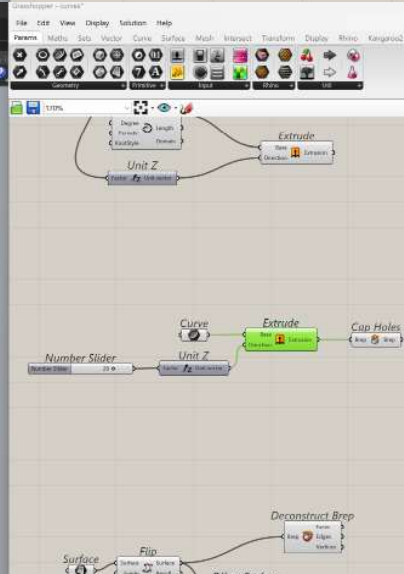 Grasshopper - curves*
File Edit View Display Solution Help
Params Maths Sets Vector Curve Surface Mesh Intersect Transform Display Rhino Kangaroo2
Geometry Primitive Input Rhino Util
170%
Degree
Periodic
KnotStyle
Length
Domain
Extrude
Base
Direction
Extrusion
Unit Z
Factor Unit vector
Curve
Extrude
Base
Direction
Extrusion
Cap Holes
Brep Brep
Number Slider
Number Slider 20
Unit Z
Factor Unit vector
Deconstruct Brep
Brep
Faces
Edges
Vertices
Surface
Flip
Surface Surface